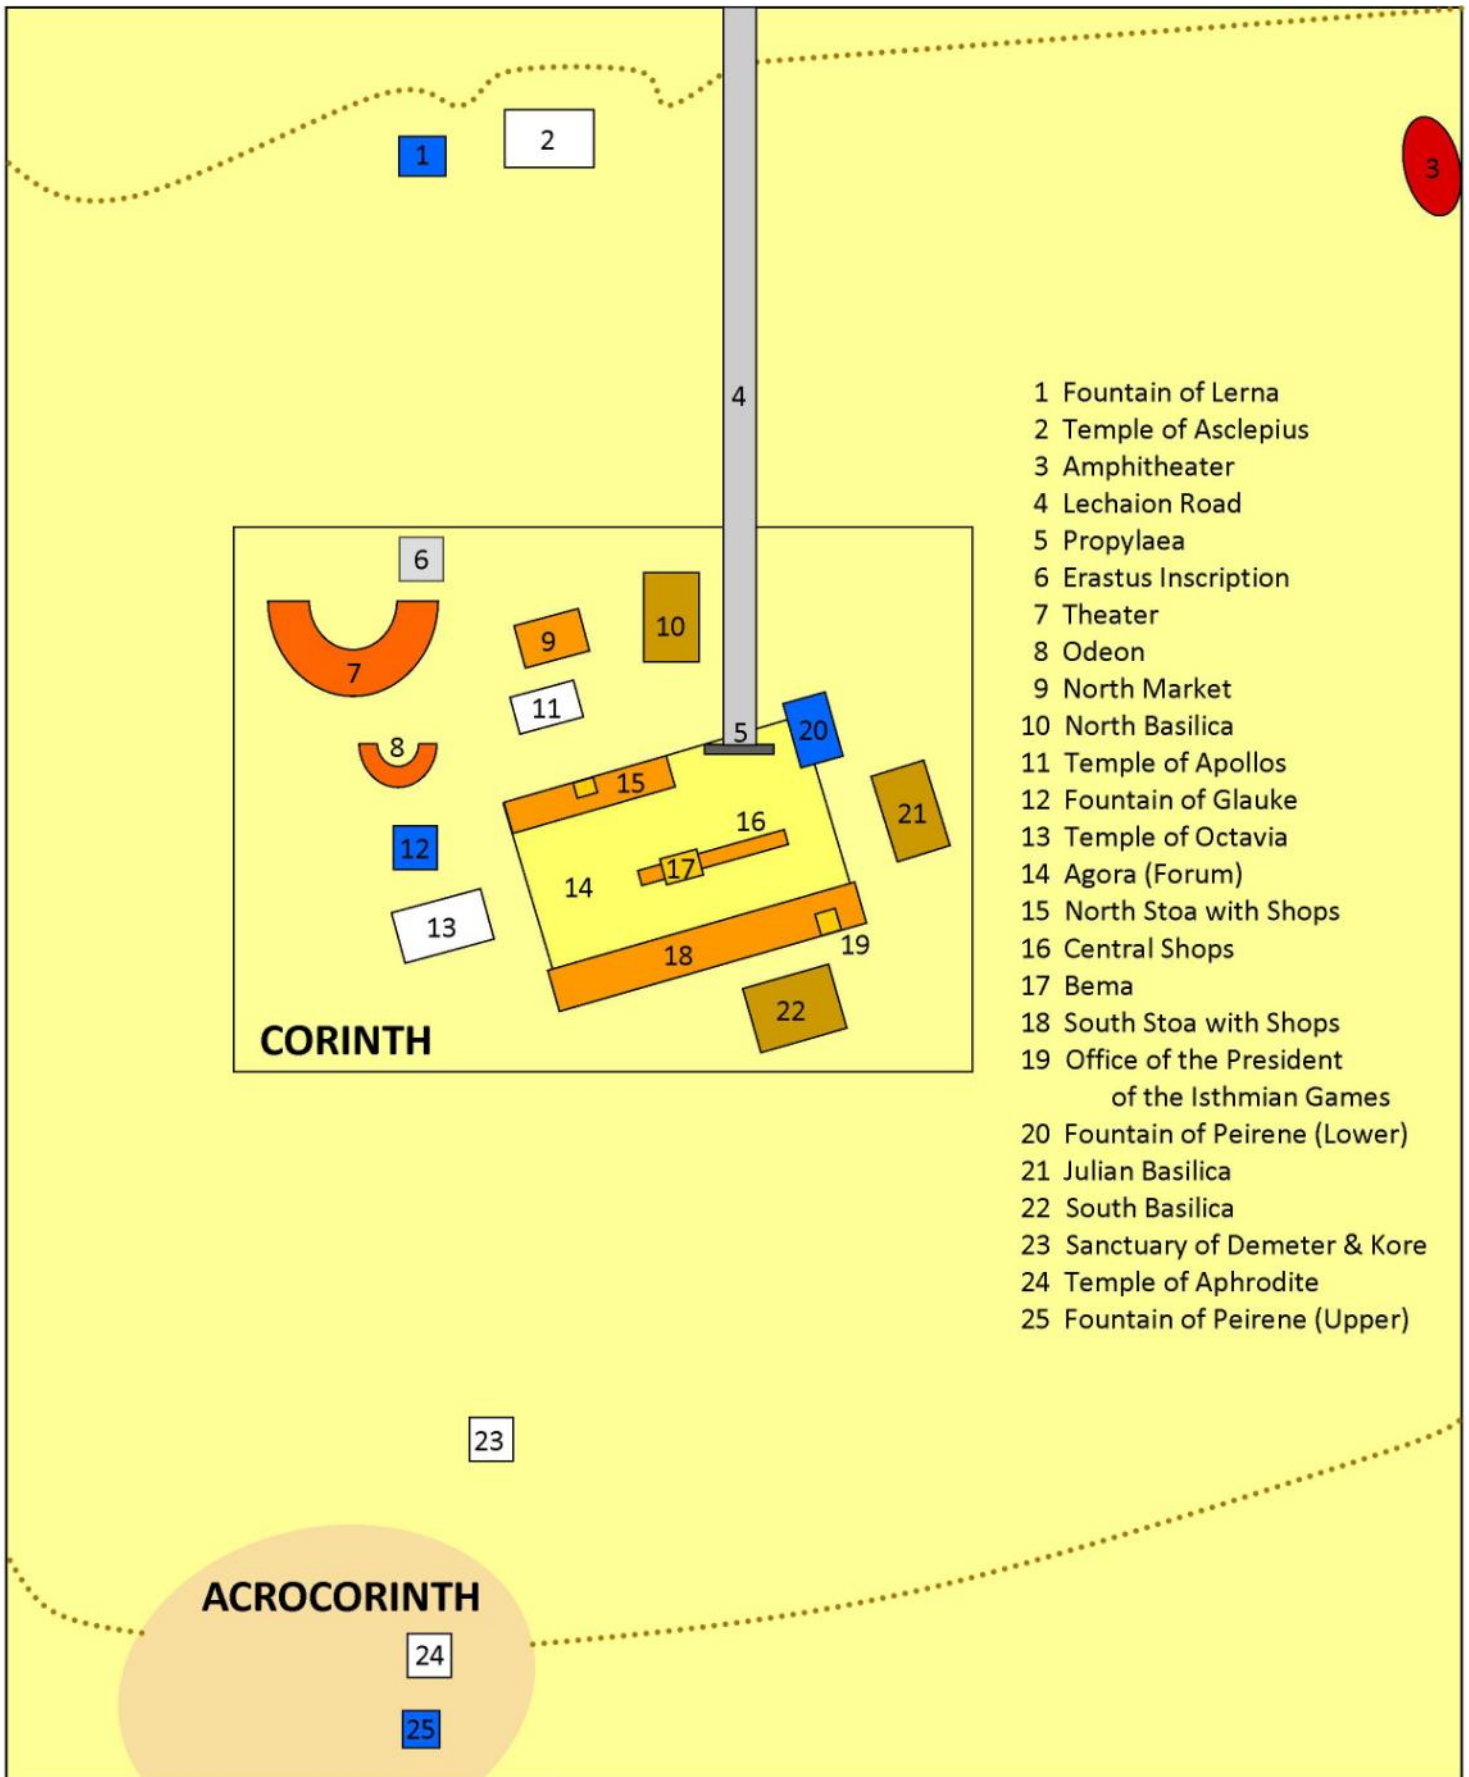 1
2
3
4
1 Fountain of Lerna
2 Temple of Asclepius
3 Amphitheater
4 Lechaion Road
5 Propylaea
6 Erastus Inscription
7 Theater
8 Odeon
9 North Market
10 North Basilica
11 Temple of Apollos
12 Fountain of Glauke
13 Temple of Octavia
14 Agora (Forum)
15 North Stoa with Shops
16 Central Shops
17 Bema
18 South Stoa with Shops
19 Office of the President
of the Isthmian Games
20 Fountain of Peirene (Lower)
21 Julian Basilica
22 South Basilica
23 Sanctuary of Demeter & Kore
24 Temple of Aphrodite
25 Fountain of Peirene (Upper)
6
7
8
9
10
11
5
20
15
12
16
21
17
14
13
18
19
22
CORINTH
23
ACROCORINTH
24
25